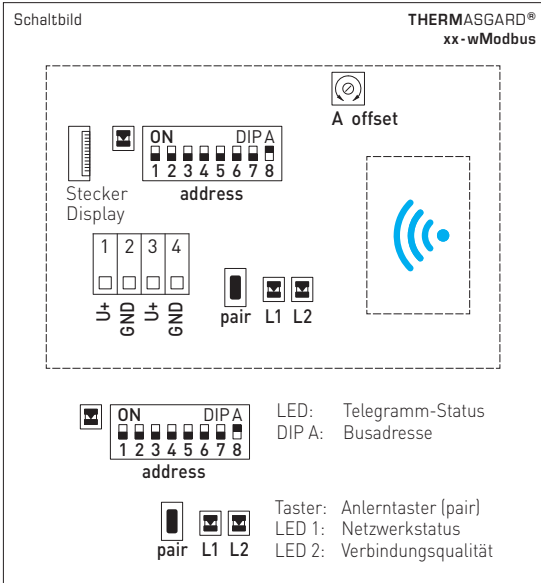 Schaltbild
THERMASGARD®
xx-wModbus
A offset
ON DIP A
1 2 3 4 5 6 7 8
address
Stecker
Display
1 2 3 4
U+ GND U+ GND
pair L1 L2
ON DIP A
1 2 3 4 5 6 7 8
address
LED: Telegramm-Status
DIP A: Busadresse
pair L1 L2
Taster: Anlerntaster (pair)
LED 1: Netzwerkstatus
LED 2: Verbindungsqualität